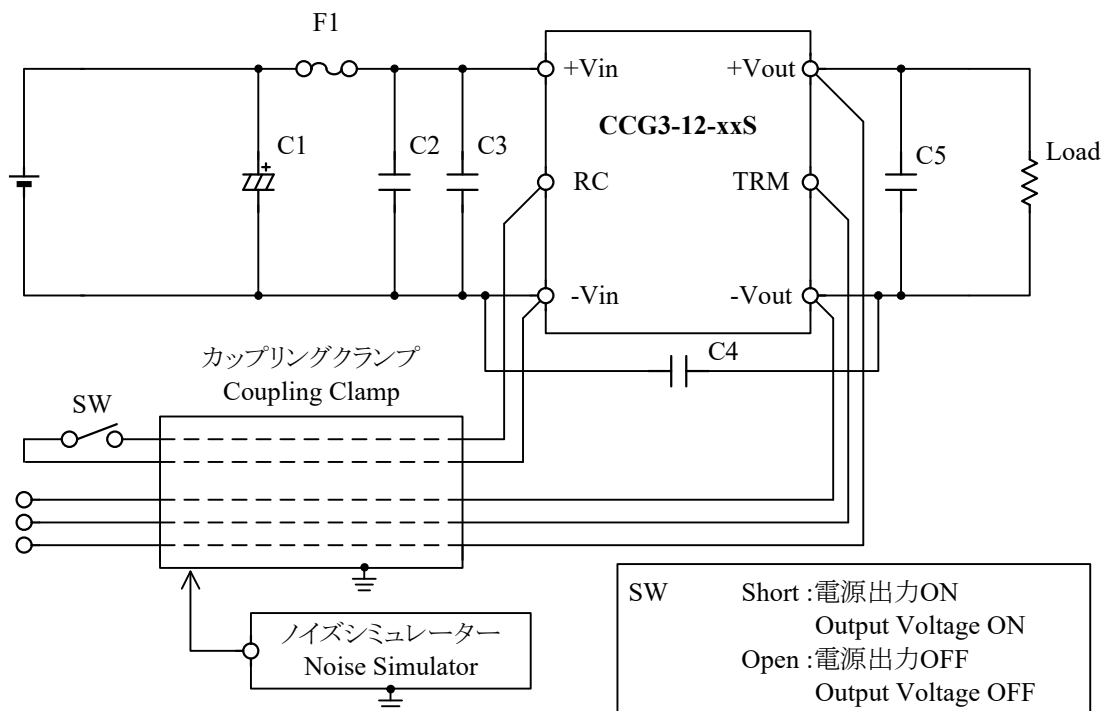 F1
+Vin
+Vout
CCG3-12-xxS
C1
+
C2
C3
C5
Load
RC
TRM
-Vin
-Vout
C4
カップリングクランプ
Coupling Clamp
SW
ノイズシミュレーター
Noise Simulator
SW Short :電源出力ON
Output Voltage ON
Open :電源出力OFF
Output Voltage OFF